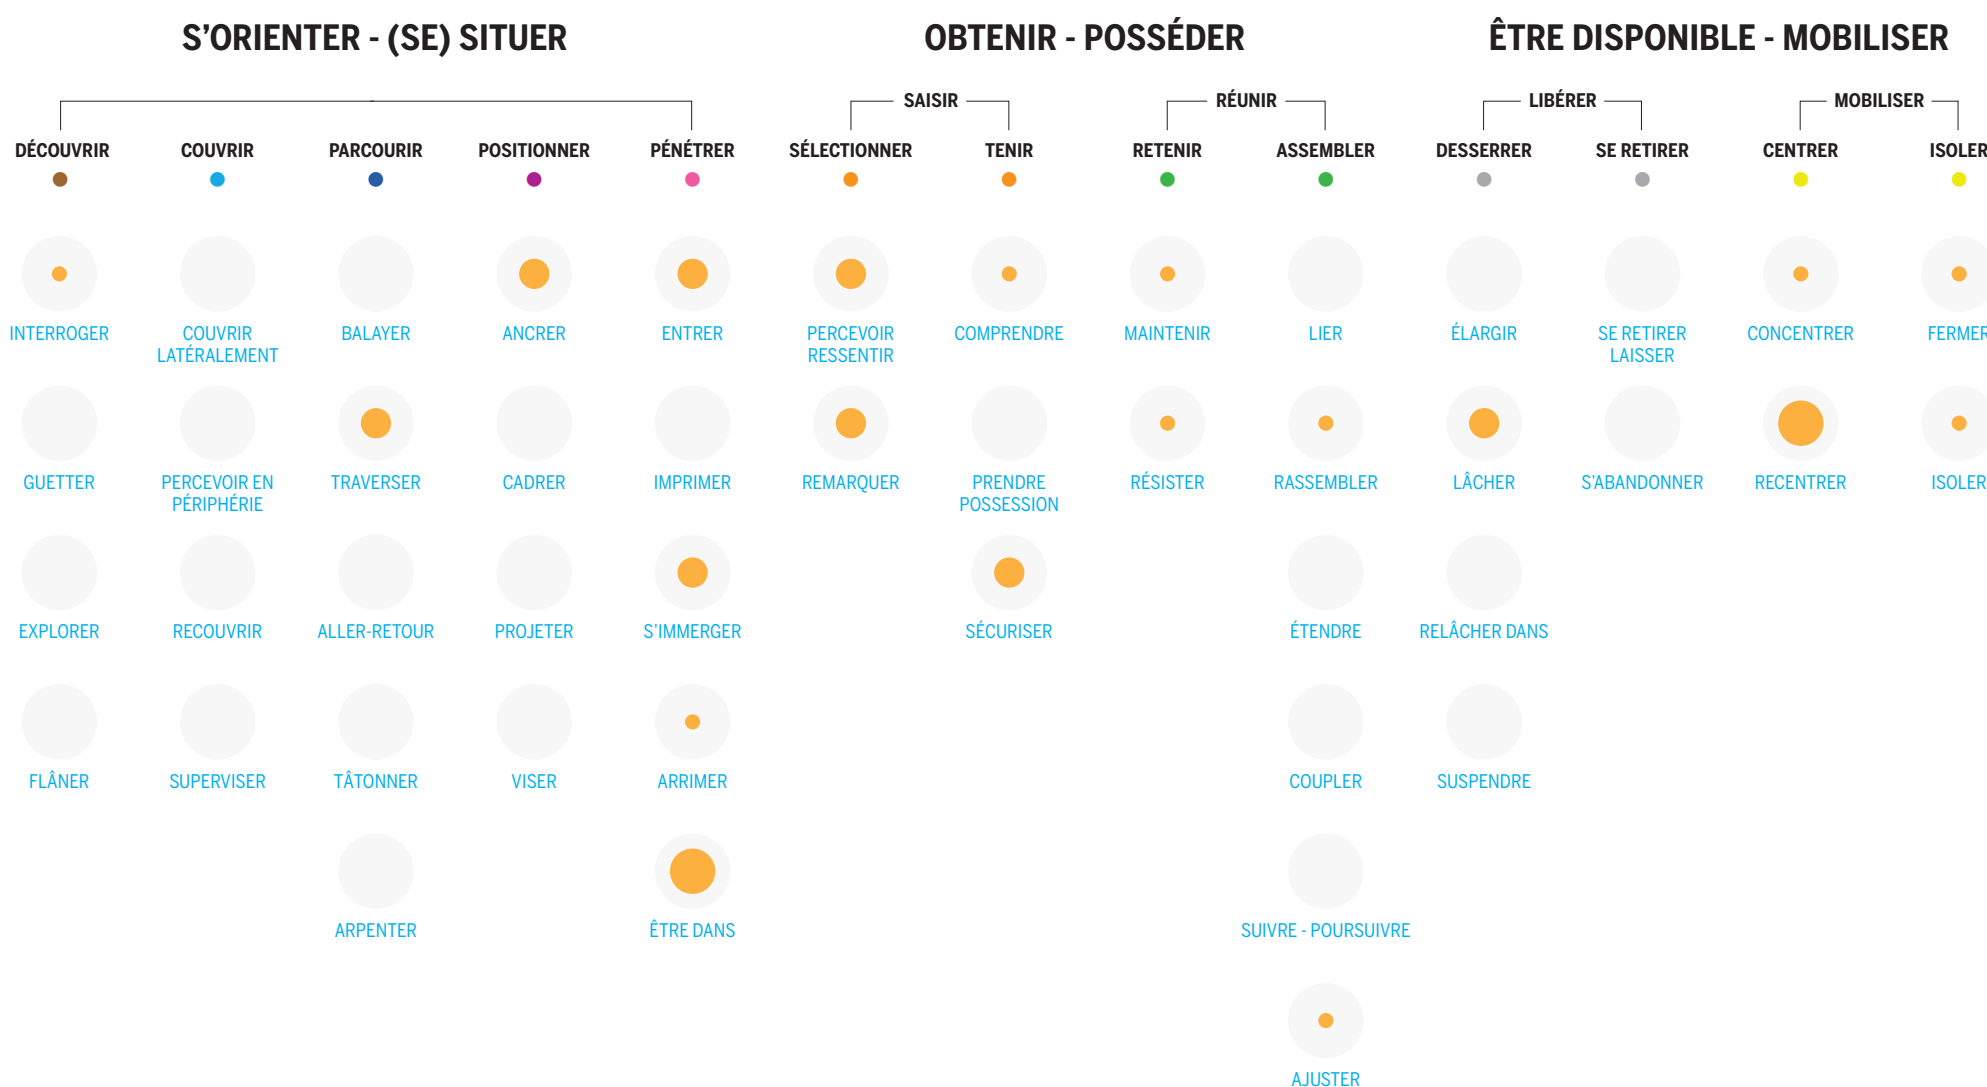 S'ORIENTER - (SE) SITUER
OBTENIR - POSSÉDER
ÊTRE DISPONIBLE - MOBILISER
SAISIR
RÉUNIR
LIBÉRER
MOBILISER
DÉCOUVRIR
COUVRIR
PARCOURIR
POSITIONNER
PÉNÉTRER
SÉLECTIONNER
TENIR
RETENIR
ASSEMBLER
DESSERRER
SE RETIRER
CENTRER
ISOLER
INTERROGER
COUVRIR
LATÉRALEMENT
BALAYER
ANCRER
ENTRER
PERCEVOIR
RESSENTIR
COMPRENDRE
MAINTENIR
LIER
ÉLARGIR
SE RETIRER
LAISSER
CONCENTRER
FERMER
GUETTER
PERCEVOIR EN
PÉRIPHÉRIE
TRAVERSER
CADRER
IMPRIMER
REMARQUER
PRENDRE
POSSESSION
RÉSISTER
RASSEMBLER
LÂCHER
S'ABANDONNER
RECENTRER
ISOLER
EXPLORER
RECOUVRIR
ALLER-RETOUR
PROJETER
S'IMMERGER
SÉCURISER
ÉTENDRE
RELÂCHER DANS
FLÂNER
SUPERVISER
TÂTONNER
VISER
ARRIMER
COUPLER
SUSPENDRE
ARPENTER
ÊTRE DANS
SUIVRE - POURSUIVRE
AJUSTER